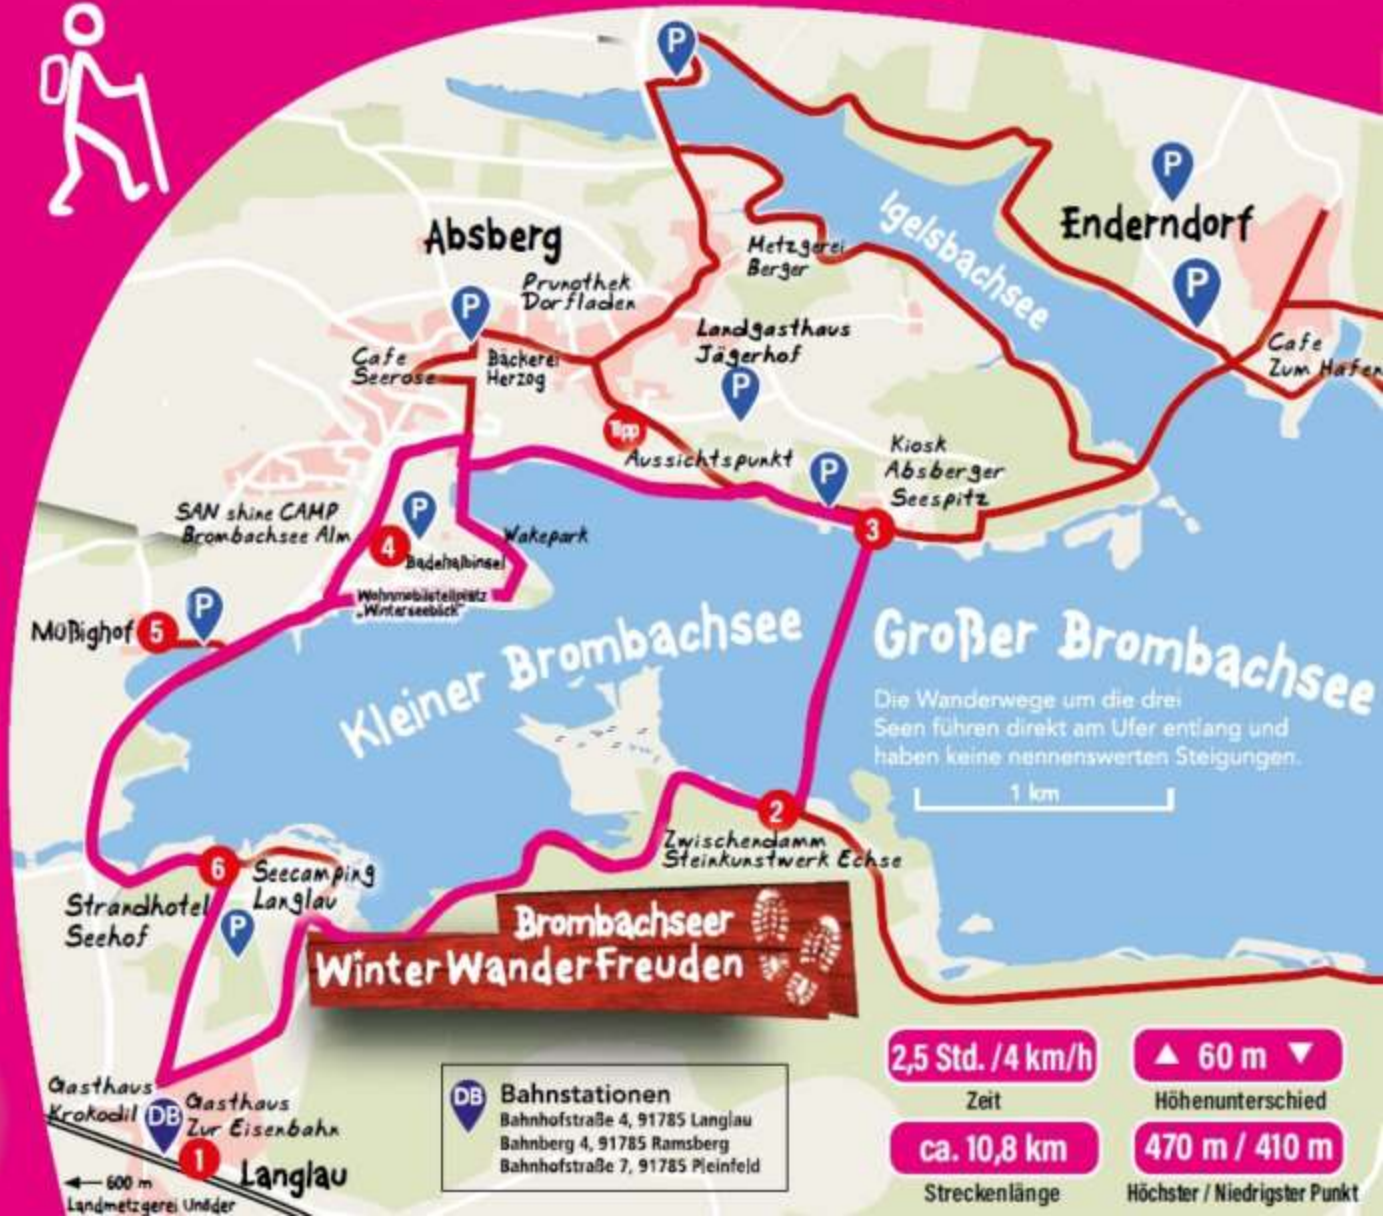 P
Absberg
P
Prunothek
Dorfladen
Metzgerei
Berger
Igelsbachsee
P
Enderndorf
P
Cafe
Zum Hafen
Cafe
Seerose
Bäckerei
Herzog
Landgasthaus
Jägerhof
P
Tipp
Aussichtspunkt
P
Kiosk
Absberger
Seespitz
3
SAN shine CAMP
Brombachsee Alm
P
4
Badehalbinsel
Wakepark
Wohnmobilstellplatz
„Winterseeblick“
Müßighof
5
P
Kleiner Brombachsee
Großer Brombachsee
Die Wanderwege um die drei
Seen führen direkt am Ufer entlang und
haben keine nennenswerten Steigungen.
1 km
2
Zwischendamm
Steinkunstwerk Echse
6
Seecamping
Langlau
Strandhotel
Seehof
P
Brombachseer
WinterWanderFreuden
Gasthaus
Krokodil
DB
Gasthaus
Zur Eisenbahn
1
Langlau
600 m
Landmetzgerei
DB
Bahnstationen
Bahnhofstraße 4, 91785 Langlau
Bahnberg 4, 91785 Ramsberg
Bahnhofstraße 7, 91785 Pleinfeld
2,5 Std. /4 km/h
Zeit
▲ 60 m ▼
Höhenunterschied
ca. 10,8 km
Streckenlänge
470 m / 410 m
Höchster / Niedrigster Punkt